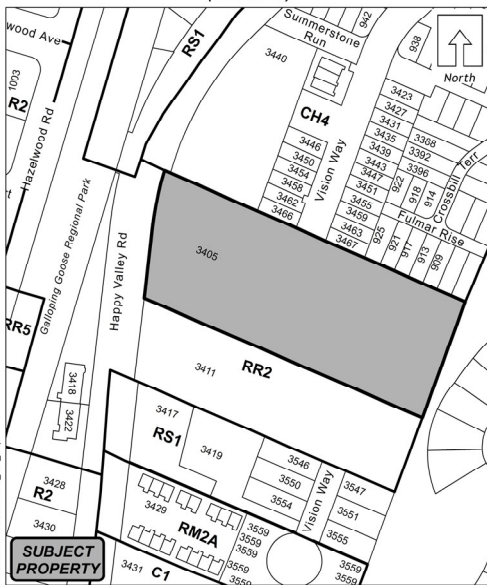 wood Ave
Summerstone
Run
942
938
North
RS1
3440
1093
R2
Hazelwood Rd
CH4
3423
3427
3431
3435
3439
3443
3447
3451
3455
3459
3463
3467
3446
3450
3454
3458
3462
3466
Vision Way
3368
3392
3396
922
918
914
Crossbill Terr
Fulmar Rise
925
921
917
913
909
Galloping Goose Regional Park
Happy Valley Rd
3405
RR5
3411
RR2
3418
3422
3417
RS1
3419
3546
3550
3554
Vision Way
3547
3551
3555
R2
3428
3430
3429
RM2A
3559
3559
3559
3559
3550
3559
3559
3431
C1
SUBJECT
PROPERTY